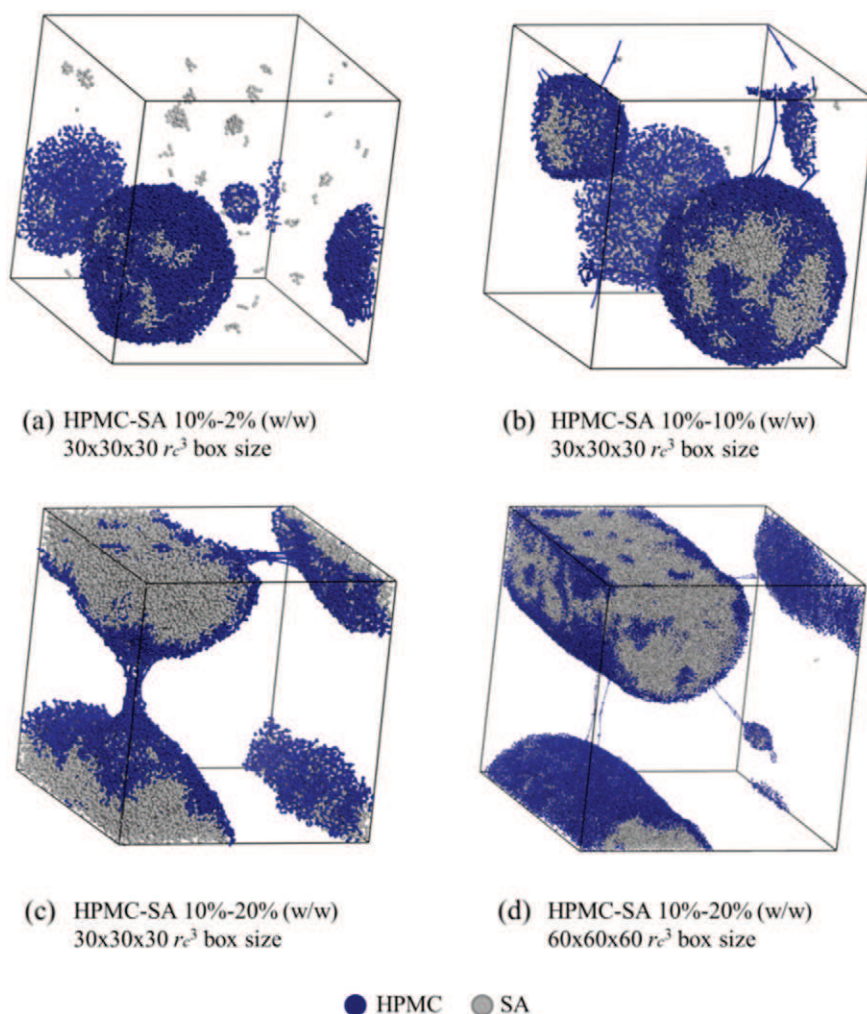 (a) HPMC-SA 10%-2% (w/w)
30x30x30 rc³ box size
(b) HPMC-SA 10%-10% (w/w)
30x30x30 rc³ box size
(c) HPMC-SA 10%-20% (w/w)
30x30x30 rc³ box size
(d) HPMC-SA 10%-20% (w/w)
60x60x60 rc³ box size
HPMC SA